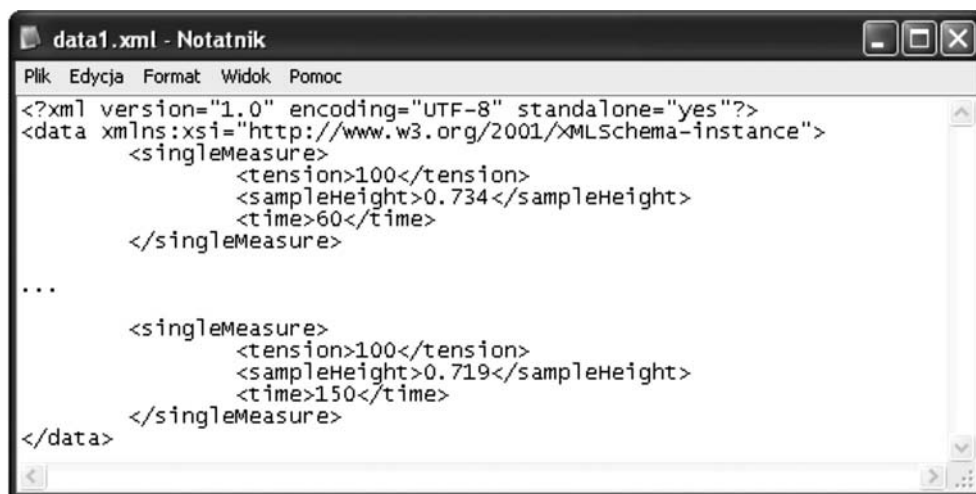 data1.xml - Notatnik
Plik Edycja Format Widok Pomoc
<?xml version="1.0" encoding="UTF-8" standalone="yes"?>
<data xmlns:xsi="http://www.w3.org/2001/XMLSchema-instance">
<singleMeasure>
<tension>100</tension>
<sampleHeight>0.734</sampleHeight>
<time>60</time>
</singleMeasure>
...
<singleMeasure>
<tension>100</tension>
<sampleHeight>0.719</sampleHeight>
<time>150</time>
</singleMeasure>
</data>